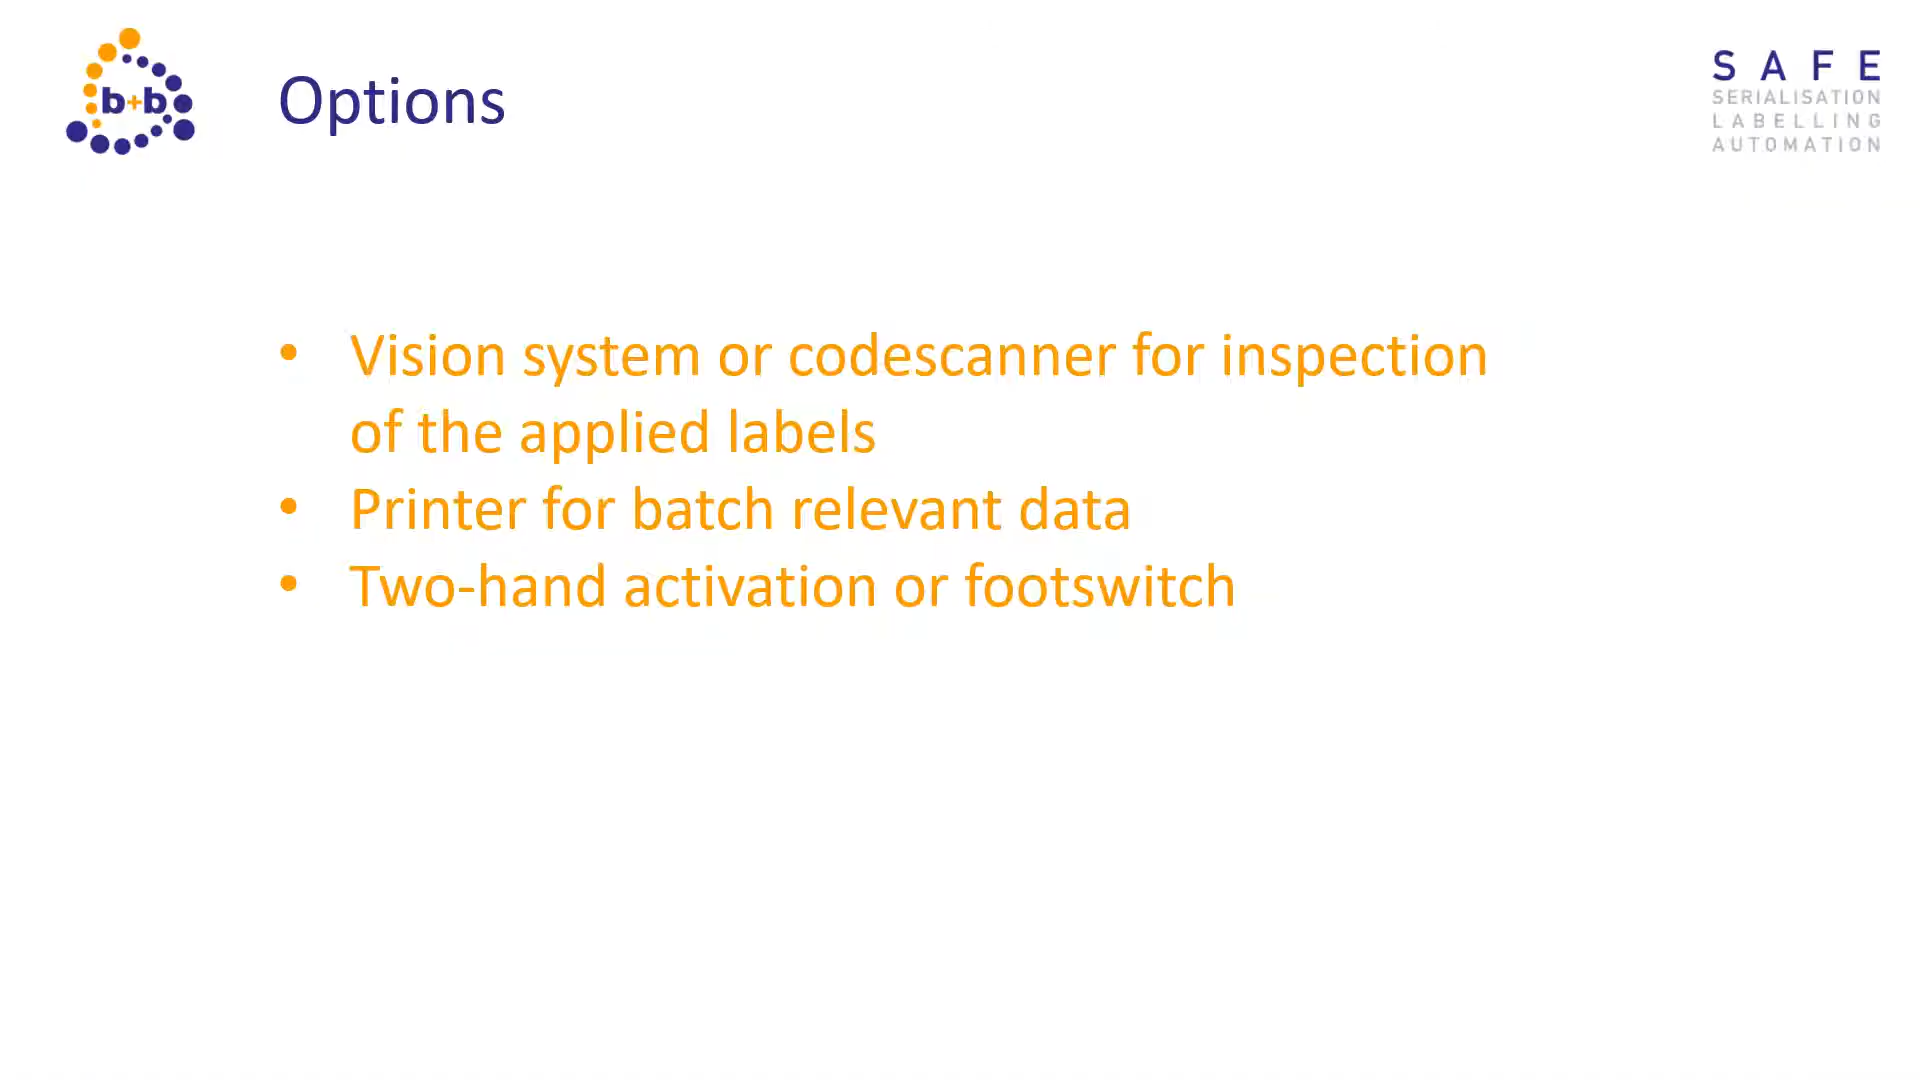 b+b
Options
SAFE
SERIALISATION
LABELLING
AUTOMATION
• Vision system or codescanner for inspection
of the applied labels
• Printer for batch relevant data
• Two-hand activation or footswitch